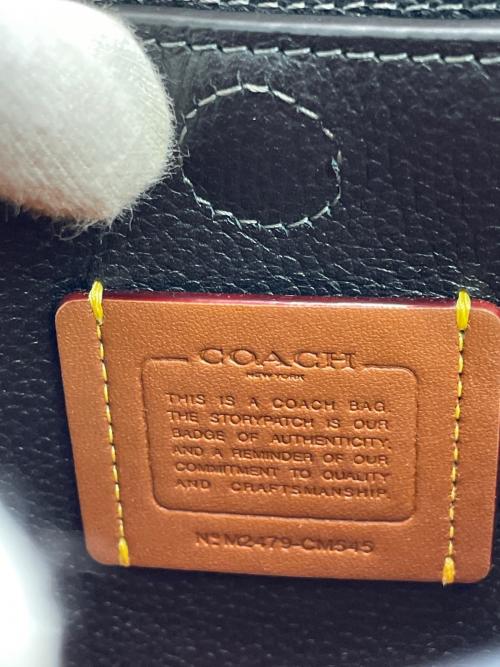 COACH
NEW YORK
THIS IS A COACH BAG.
THE STORYPATCH IS OUR
BADGE OF AUTHENTICITY,
AND A REMINDER OF OUR
COMMITMENT TO QUALITY
AND CRAFTSMANSHIP.
Nº M2479-CM545